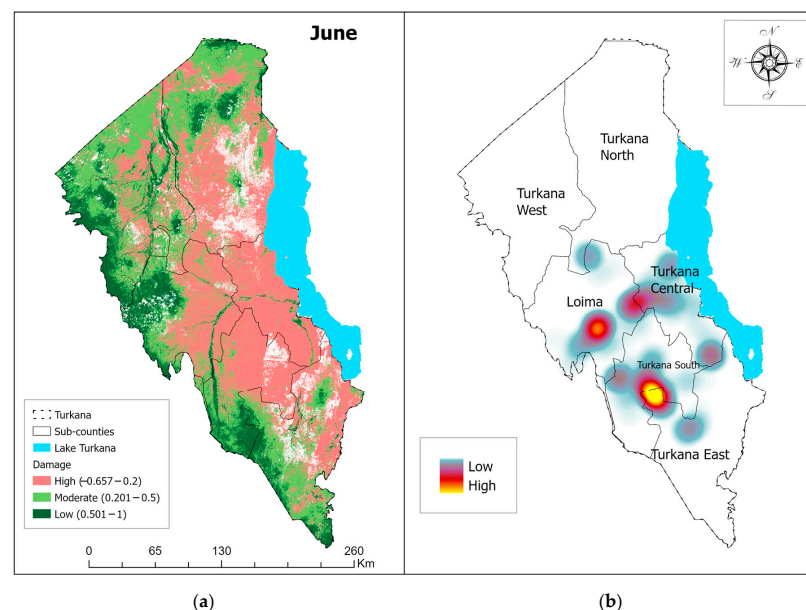 June
Turkana
Sub-counties
Lake Turkana
Damage
High (−0.657−0.2)
Moderate (0.201−0.5)
Low (0.501−1)
0 65 130 260
Km
(a)
N
W E
S
Turkana
North
Turkana
West
Turkana
Central
Loima
Turkana South
Turkana East
Low
High
(b)